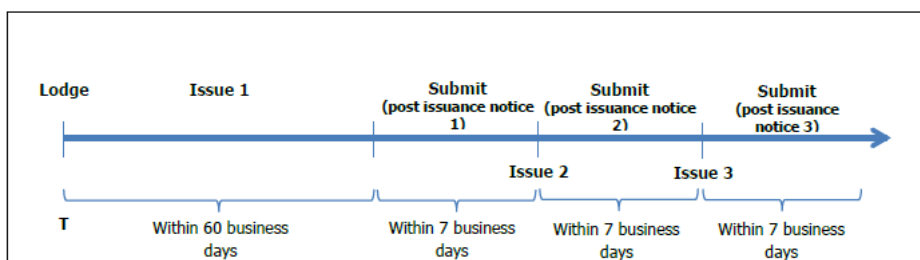 Lodge
Issue 1
Submit
(post issuance notice
1)
Submit
(post issuance notice
2)
Submit
(post issuance
notice 3)
Issue 2
Issue 3
T
Within 60 business
days
Within 7 business
days
Within 7 business
days
Within 7 business
days